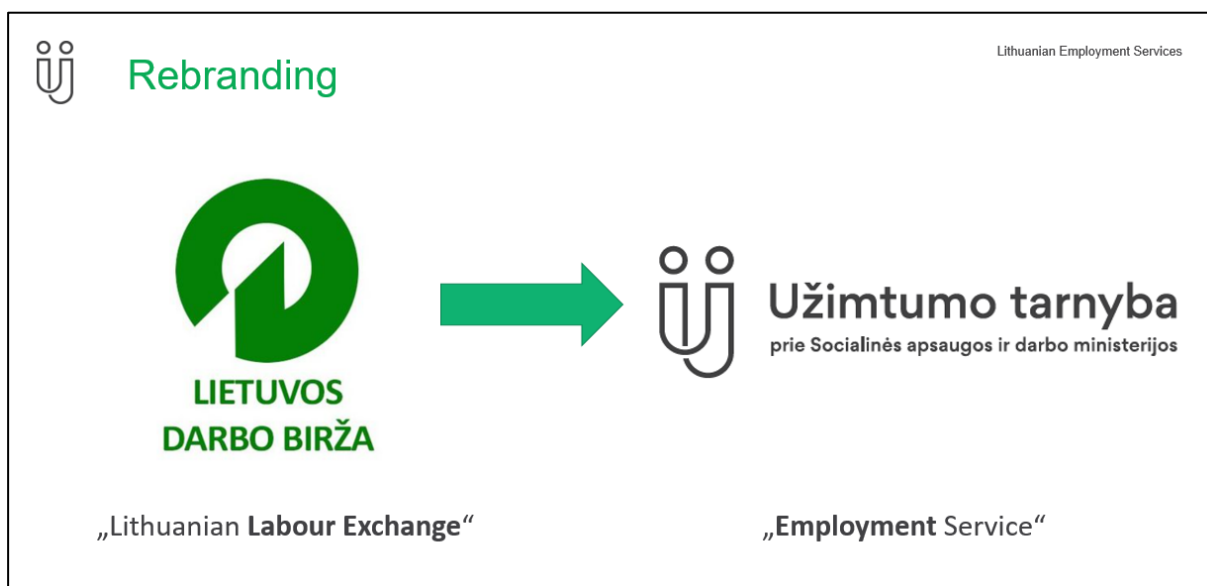 Lithuanian Employment Services
Rebranding
LIETUVOS
DARBO BIRŽA
Užimtumo tarnyba
prie Socialinės apsaugos ir darbo ministerijos
„Lithuanian Labour Exchange“
„Employment Service“